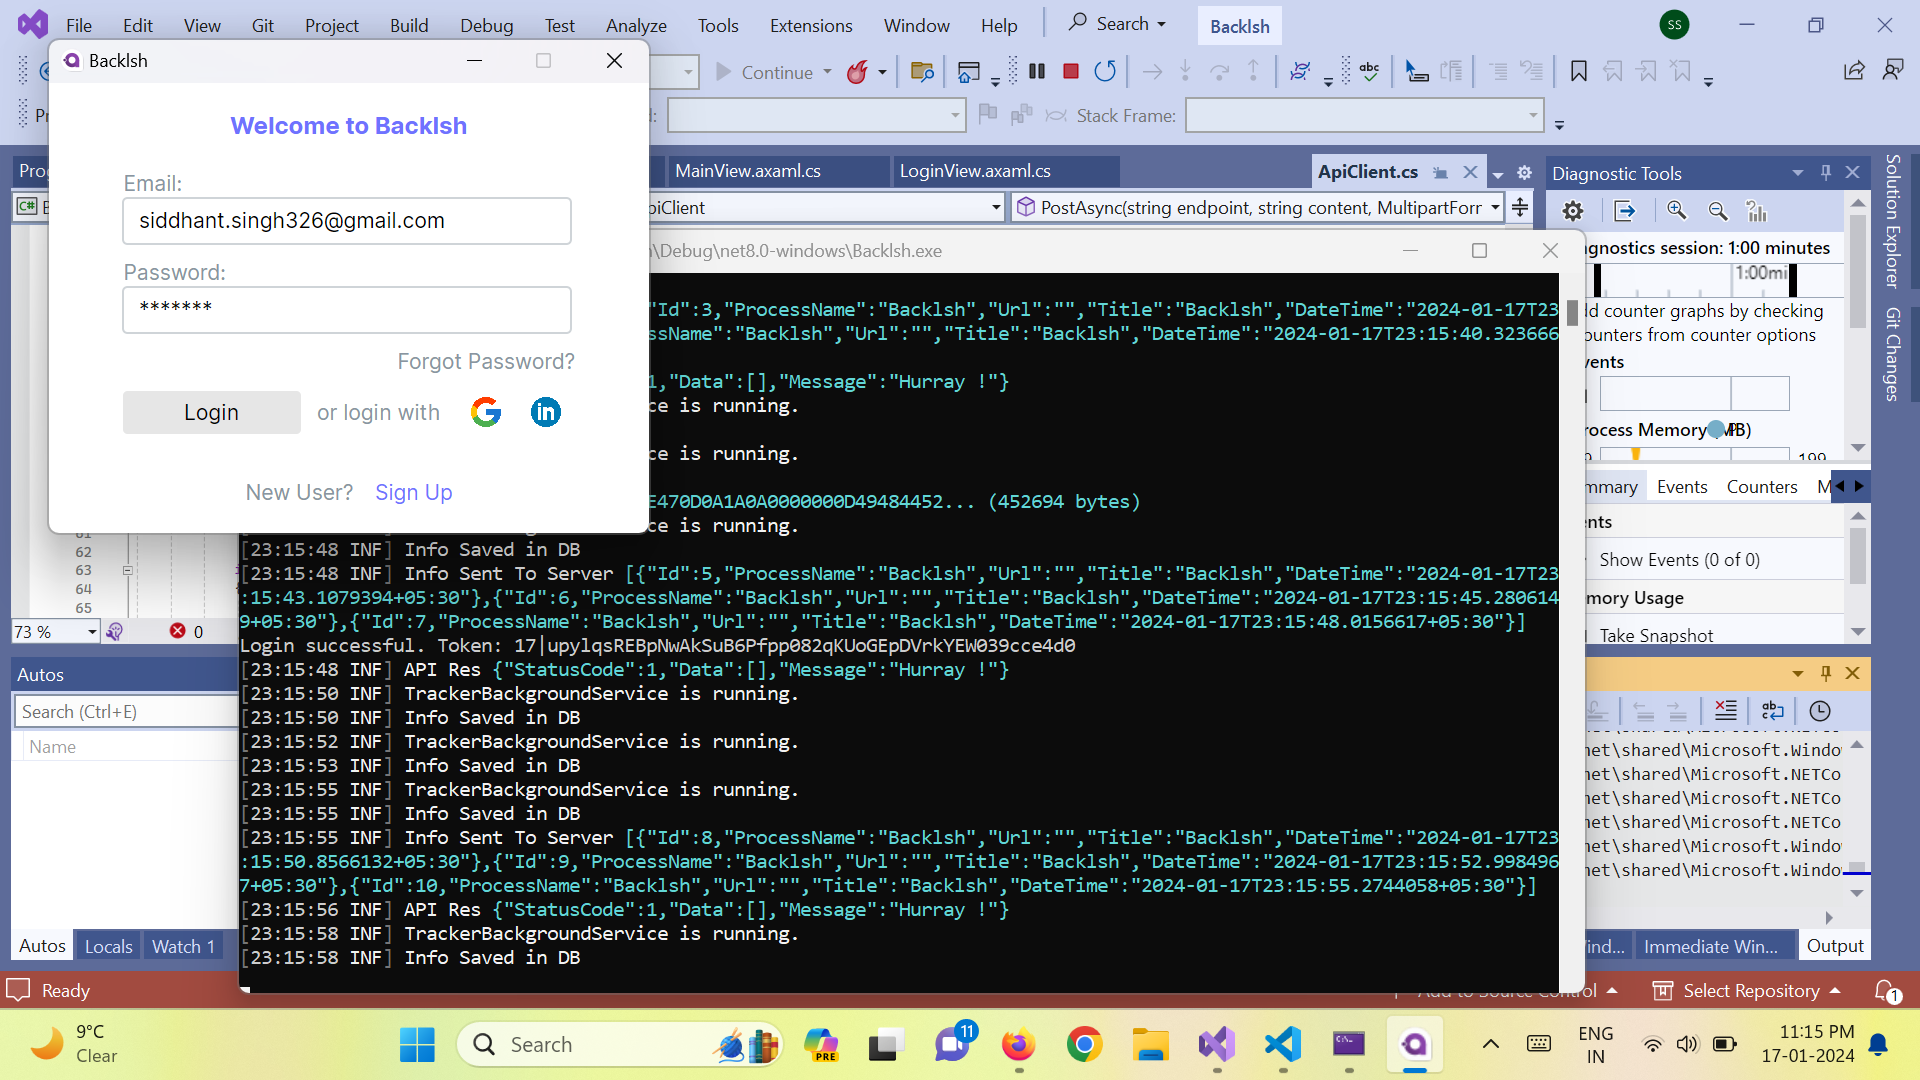 File Edit View Git Project Build Debug Test Analyze Tools Extensions Window Help Search Backlsh SS
Backlsh
Continue
Stack Frame:
Welcome to Backlsh
Email:
siddhant.singh326@gmail.com
Password:
*******
Forgot Password?
Login or login with
New User? Sign Up
MainView.axaml.cs LoginView.axaml.cs ApiClient.cs
PostAsync(string endpoint, string content, MultipartForr
\Debug\net8.0-windows\Backlsh.exe
"Id":3,"ProcessName":"Backlsh","Url":"","Title":"Backlsh","DateTime":"2024-01-17T23
ssName":"Backlsh","Url":"","Title":"Backlsh","DateTime":"2024-01-17T23:15:40.323666
1,"Data":[],"Message":"Hurray !"}
ce is running.
ce is running.
E470D0A1A0A0000000D49484452... (452694 bytes)
ce is running.
[23:15:48 INF] Info Saved in DB
[23:15:48 INF] Info Sent To Server [{"Id":5,"ProcessName":"Backlsh","Url":"","Title":"Backlsh","DateTime":"2024-01-17T23
:15:43.1079394+05:30"},{"Id":6,"ProcessName":"Backlsh","Url":"","Title":"Backlsh","DateTime":"2024-01-17T23:15:45.280614
9+05:30"},{"Id":7,"ProcessName":"Backlsh","Url":"","Title":"Backlsh","DateTime":"2024-01-17T23:15:48.0156617+05:30"}]
Login successful. Token: 17|upylqsREBpNwAkSuB6Pfpp082qKUoGEpDVrkYEW039cce4d0
[23:15:48 INF] API Res {"StatusCode":1,"Data":[],"Message":"Hurray !"}
[23:15:50 INF] TrackerBackgroundService is running.
[23:15:50 INF] Info Saved in DB
[23:15:52 INF] TrackerBackgroundService is running.
[23:15:53 INF] Info Saved in DB
[23:15:55 INF] TrackerBackgroundService is running.
[23:15:55 INF] Info Saved in DB
[23:15:55 INF] Info Sent To Server [{"Id":8,"ProcessName":"Backlsh","Url":"","Title":"Backlsh","DateTime":"2024-01-17T23
:15:50.8566132+05:30"},{"Id":9,"ProcessName":"Backlsh","Url":"","Title":"Backlsh","DateTime":"2024-01-17T23:15:52.998496
7+05:30"},{"Id":10,"ProcessName":"Backlsh","Url":"","Title":"Backlsh","DateTime":"2024-01-17T23:15:55.2744058+05:30"}]
[23:15:56 INF] API Res {"StatusCode":1,"Data":[],"Message":"Hurray !"}
[23:15:58 INF] TrackerBackgroundService is running.
[23:15:58 INF] Info Saved in DB
62
63
64
65
73 % 0
Autos
Search (Ctrl+E)
Name
Autos Locals Watch 1
Diagnostic Tools
agnostics session: 1:00 minutes
1:00mi
dd counter graphs by checking
ounters from counter options
vents
rocess Memory (MB)
199
mmary Events Counters M
ents
Show Events (0 of 0)
mory Usage
Take Snapshot
net\shared\Microsoft.Windo
net\shared\Microsoft.NETCo
net\shared\Microsoft.NETCo
net\shared\Microsoft.NETCo
net\shared\Microsoft.Windo
net\shared\Microsoft.Windo
ind... Immediate Win... Output
Solution Explorer
Git Changes
Ready Add to Source Control Select Repository 1
9°C
Clear
Search
PRE
11
ENG
IN
11:15 PM
17-01-2024